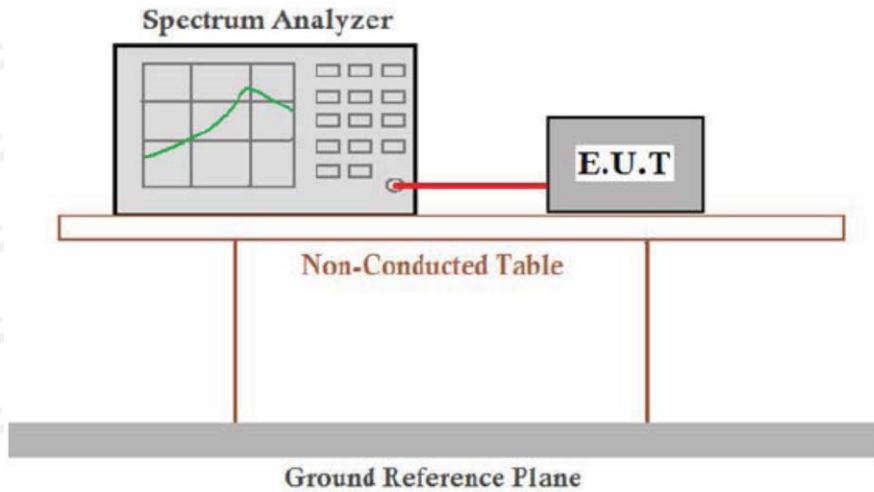 Spectrum Analyzer
E.U.T
Non-Conducted Table
Ground Reference Plane